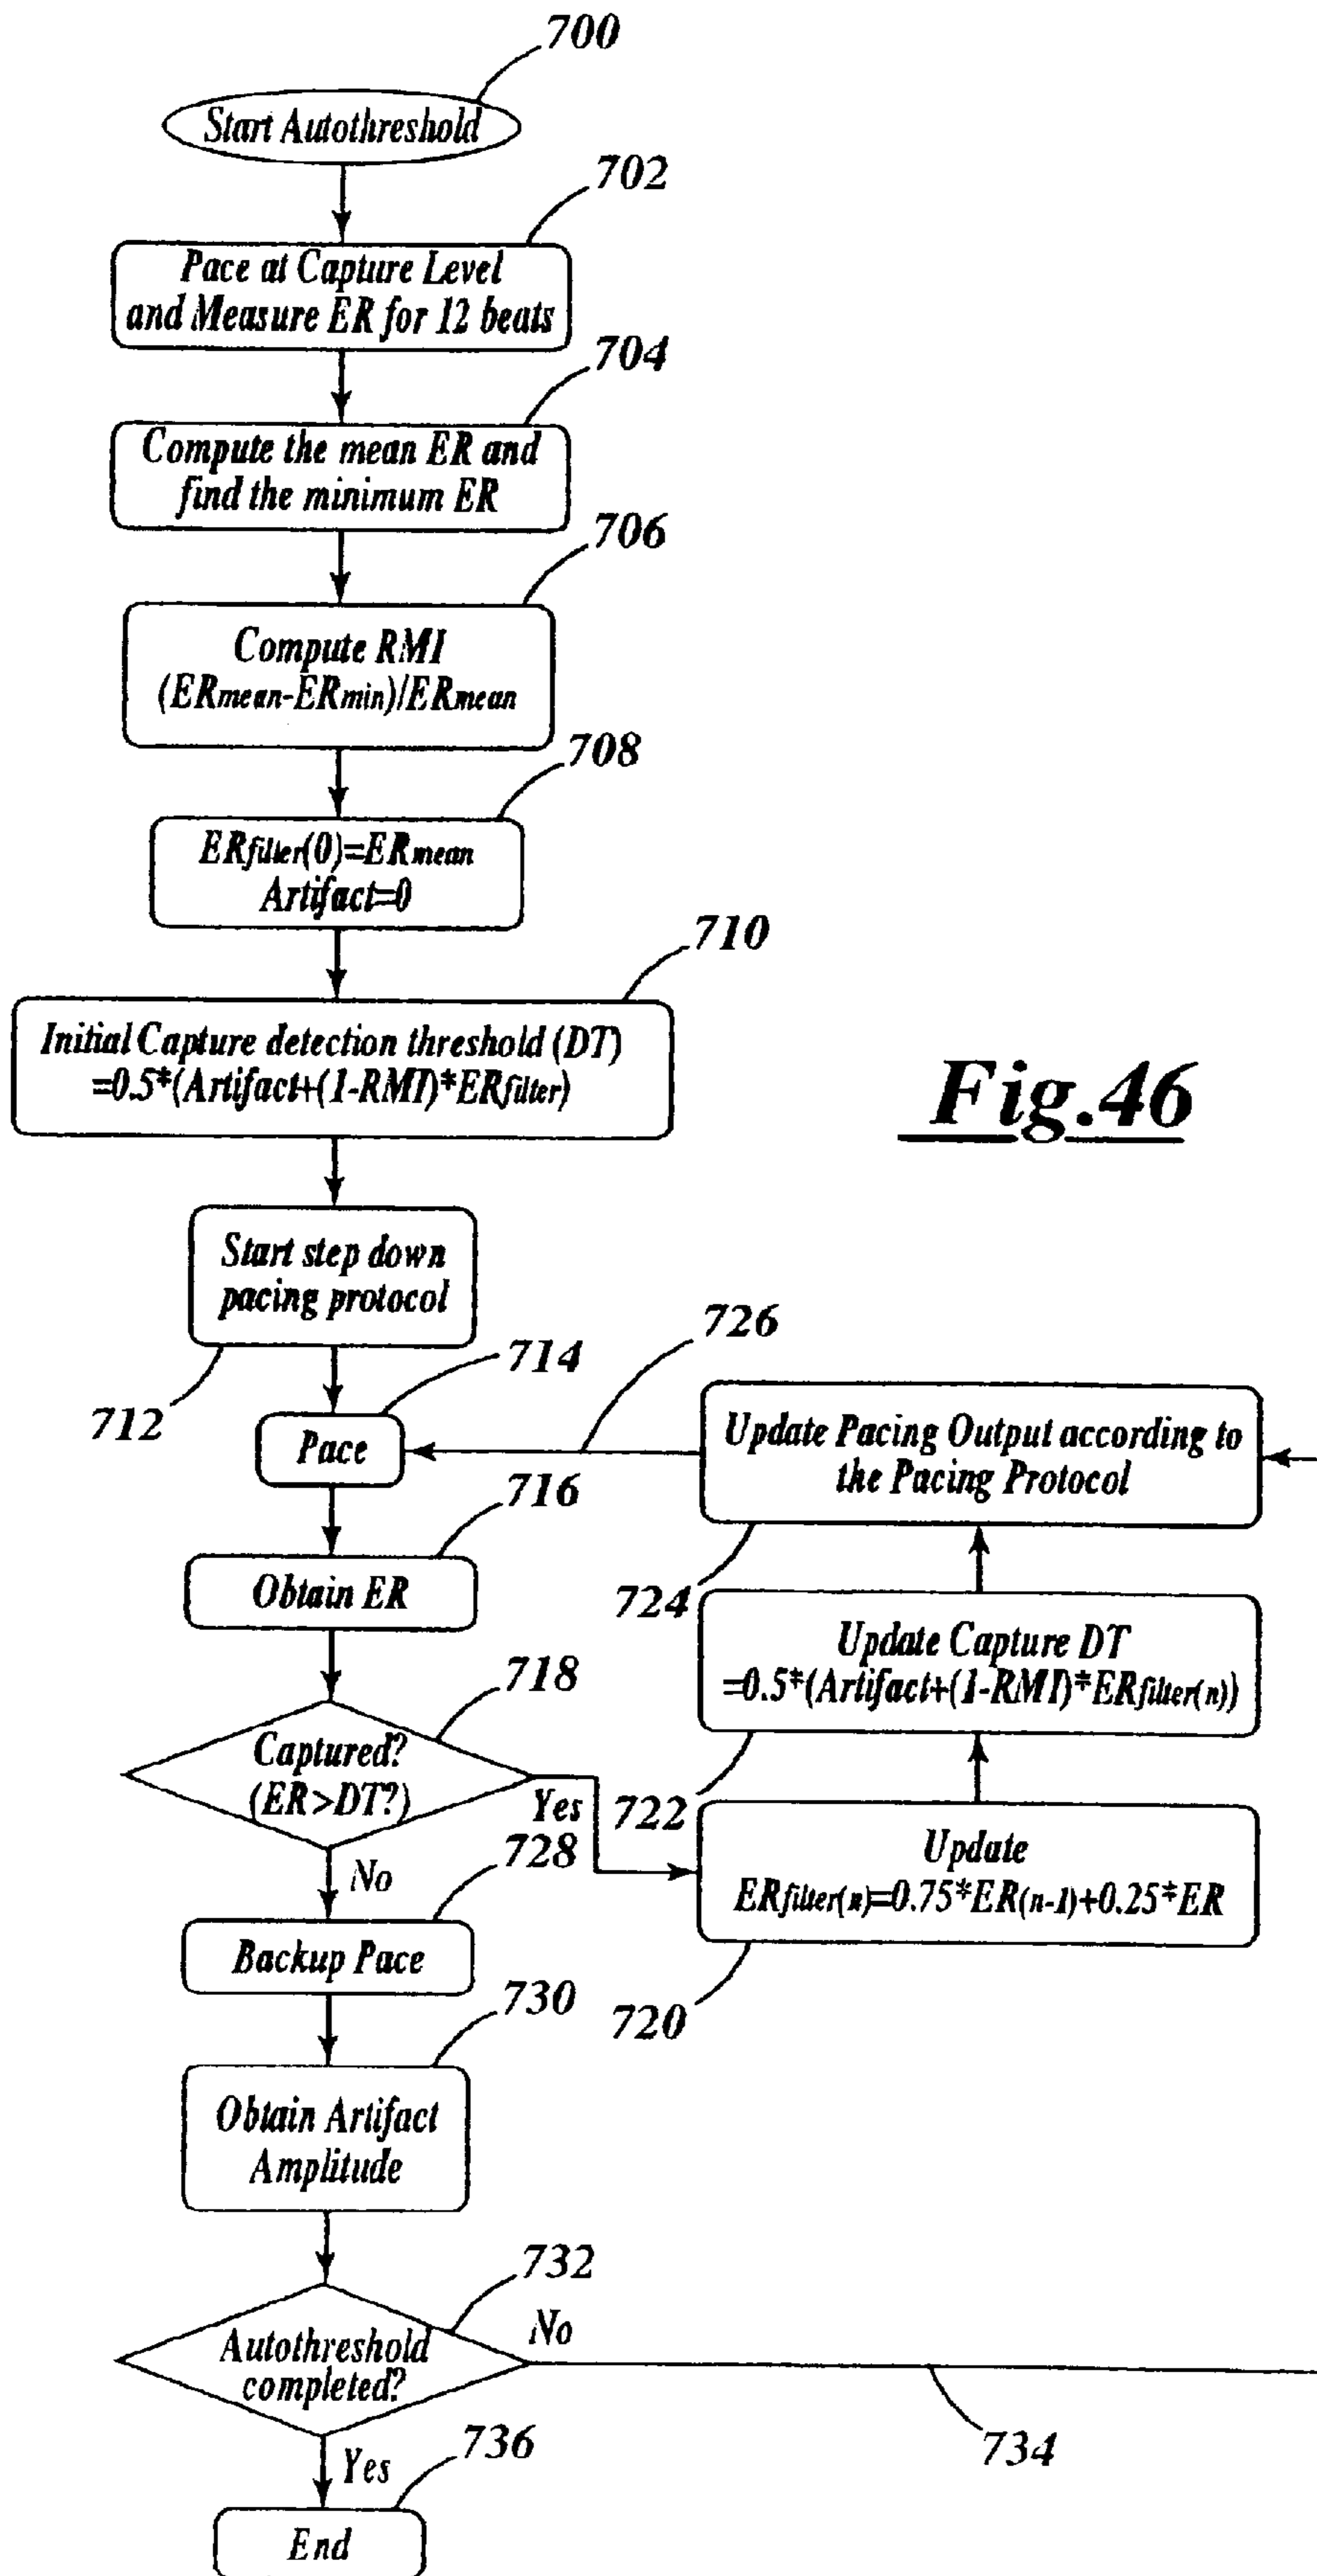 700
Start Autothreshold
702
Pace at Capture Level
and Measure ER for 12 beats
704
Compute the mean ER and
find the minimum ER
706
Compute RMI
(ERmean-ERmin)/ERmean
708
ERfilter(0)=ERmean
Artifact=0
710
Initial Capture detection threshold (DT)
=0.5*(Artifact+(1-RMI)*ERfilter)
Fig.46
Start step down
pacing protocol
712
714
Pace
726
Update Pacing Output according to
the Pacing Protocol
724
716
Obtain ER
Update Capture DT
=0.5*(Artifact+(1-RMI)*ERfilter(n))
722
718
Captured?
(ER>DT?)
Yes
No
Update
ERfilter(n)=0.75*ER(n-1)+0.25*ER
720
728
Backup Pace
730
Obtain Artifact
Amplitude
732
Autothreshold
completed?
No
734
Yes
736
End